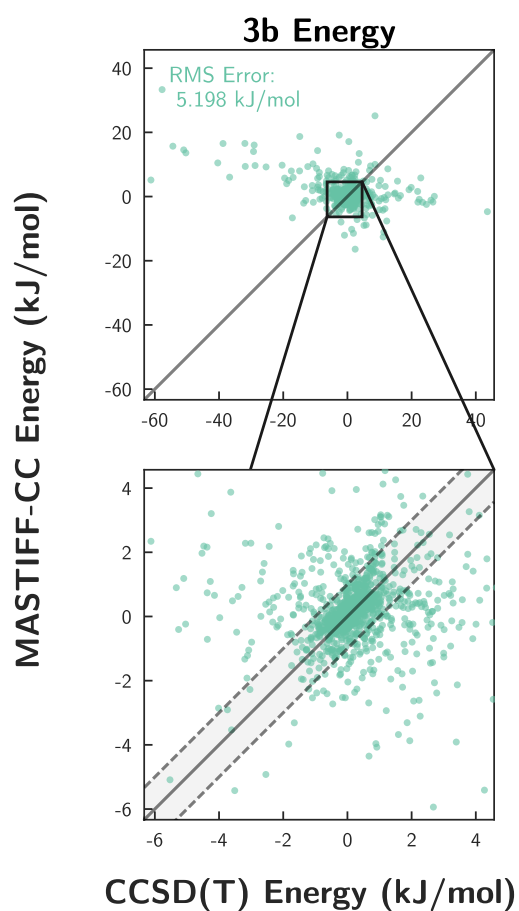 3b Energy
RMS Error:
5.198 kJ/mol
40
20
0
-20
-40
-60
-60 -40 -20 0 20 40
MASTIFF-CC Energy (kJ/mol)
4
2
0
-2
-4
-6
-6 -4 -2 0 2 4
CCSD(T) Energy (kJ/mol)